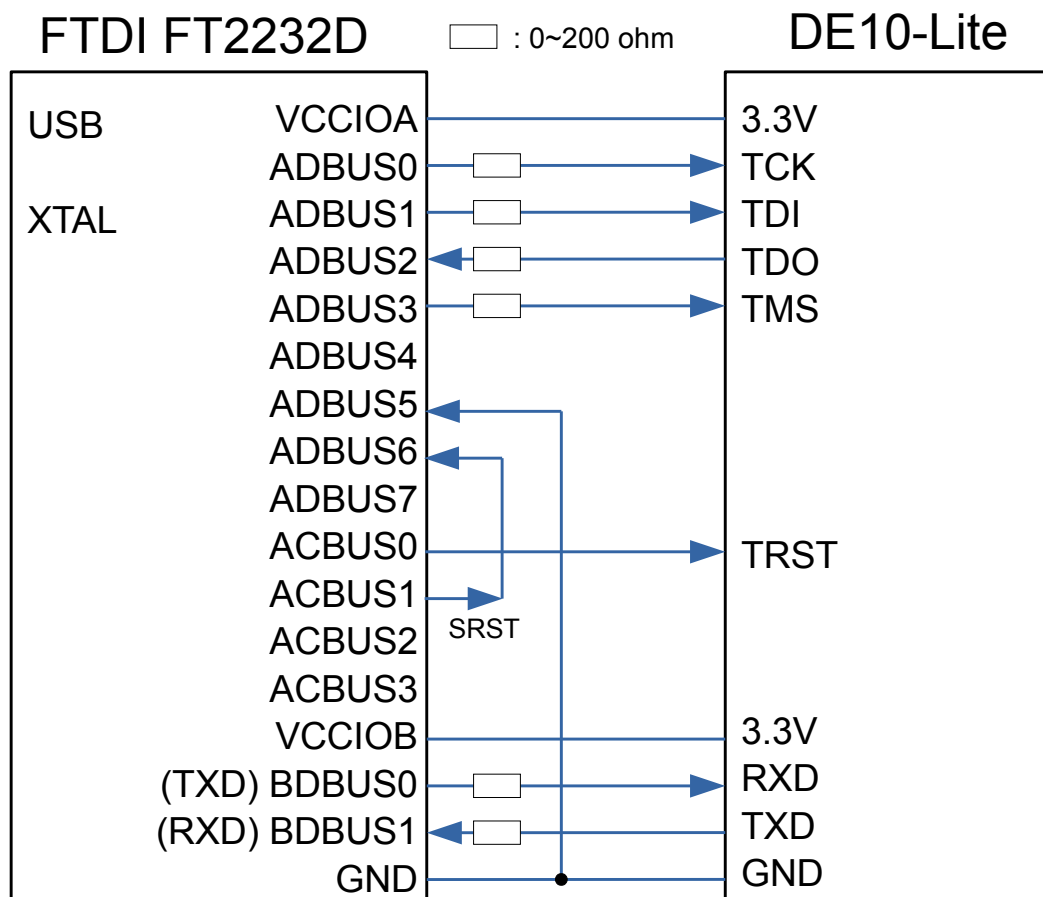 FTDI FT2232D
: 0~200 ohm
DE10-Lite
USB
XTAL
VCCIOA
ADBUS0
ADBUS1
ADBUS2
ADBUS3
ADBUS4
ADBUS5
ADBUS6
ADBUS7
ACBUS0
ACBUS1
ACBUS2
ACBUS3
VCCIOB
(TXD) BDBUS0
(RXD) BDBUS1
GND
SRST
3.3V
TCK
TDI
TDO
TMS
TRST
3.3V
RXD
TXD
GND